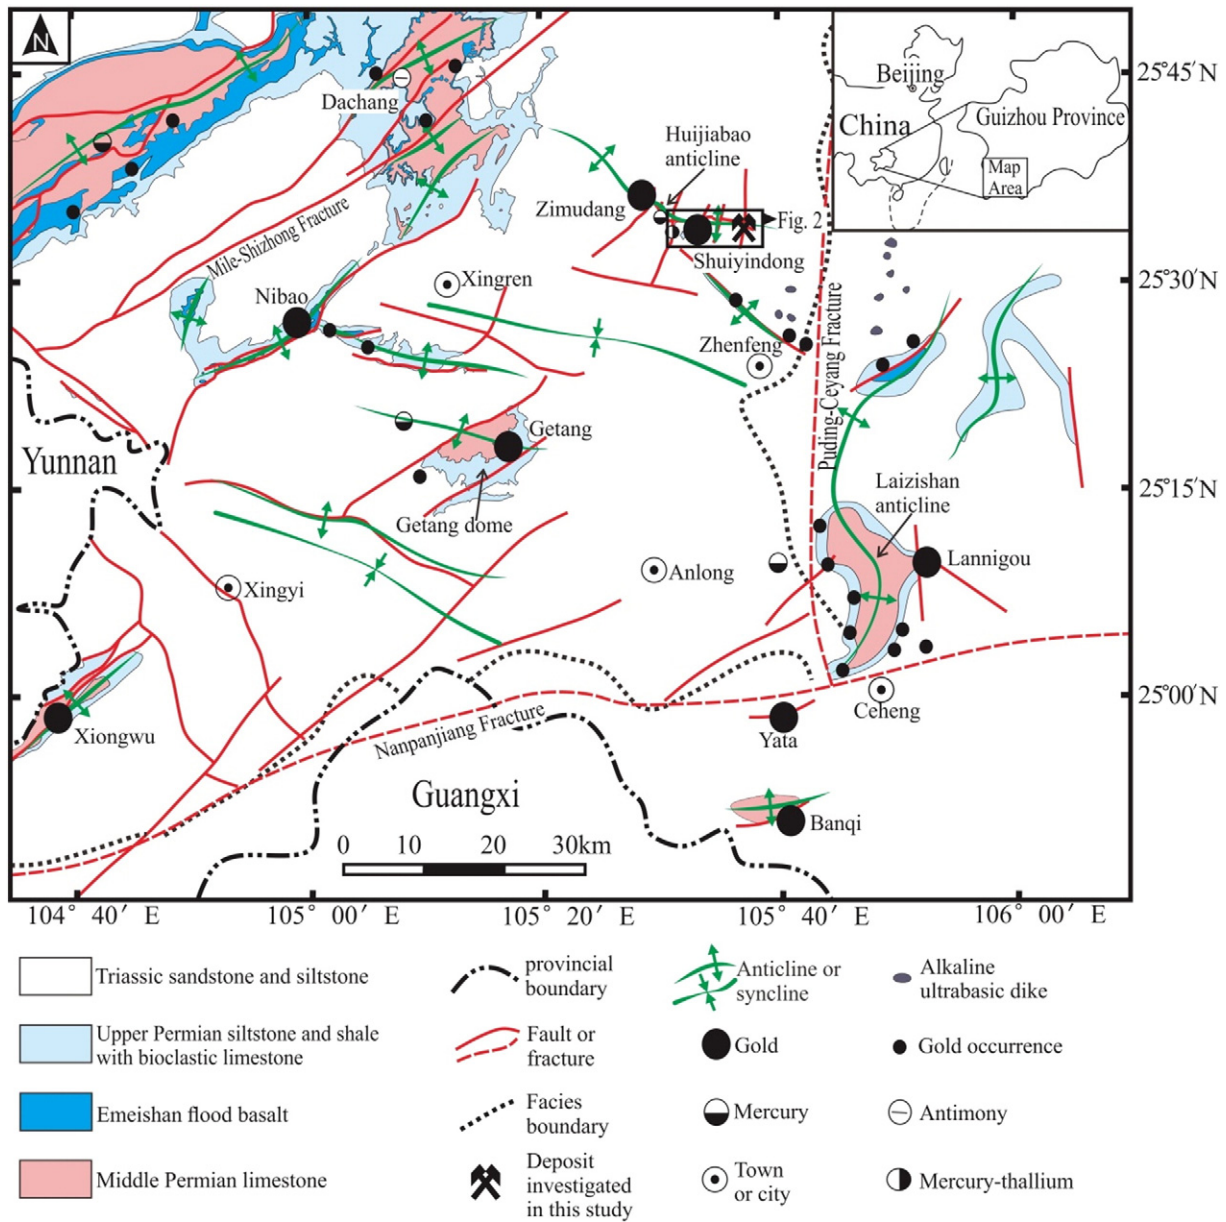 N
Beijing
China
Guizhou Province
Map
Area
25°45′N
25°30′N
25°15′N
25°00′N
Dachang
Huijiabao
anticline
Zimudang
Fig. 2
Shuiyindong
Mile-Shizhong Fracture
Xingren
Nibao
Zhenfeng
Puding-Ceyang Fracture
Getang
Yunnan
Laizishan
anticline
Getang dome
Lannigou
Anlong
Xingyi
Ceheng
Xiongwu
Yata
Nanpanjiang Fracture
Guangxi
Banqi
0 10 20 30km
104°40′ E 105°00′ E 105°20′ E 105°40′ E 106°00′ E
Triassic sandstone and siltstone
Upper Permian siltstone and shale
with bioclastic limestone
Emeishan flood basalt
Middle Permian limestone
provincial
boundary
Fault or
fracture
Facies
boundary
Deposit
investigated
in this study
Anticline or
syncline
Gold
Mercury
Town
or city
Alkaline
ultrabasic dike
Gold occurrence
Antimony
Mercury-thallium